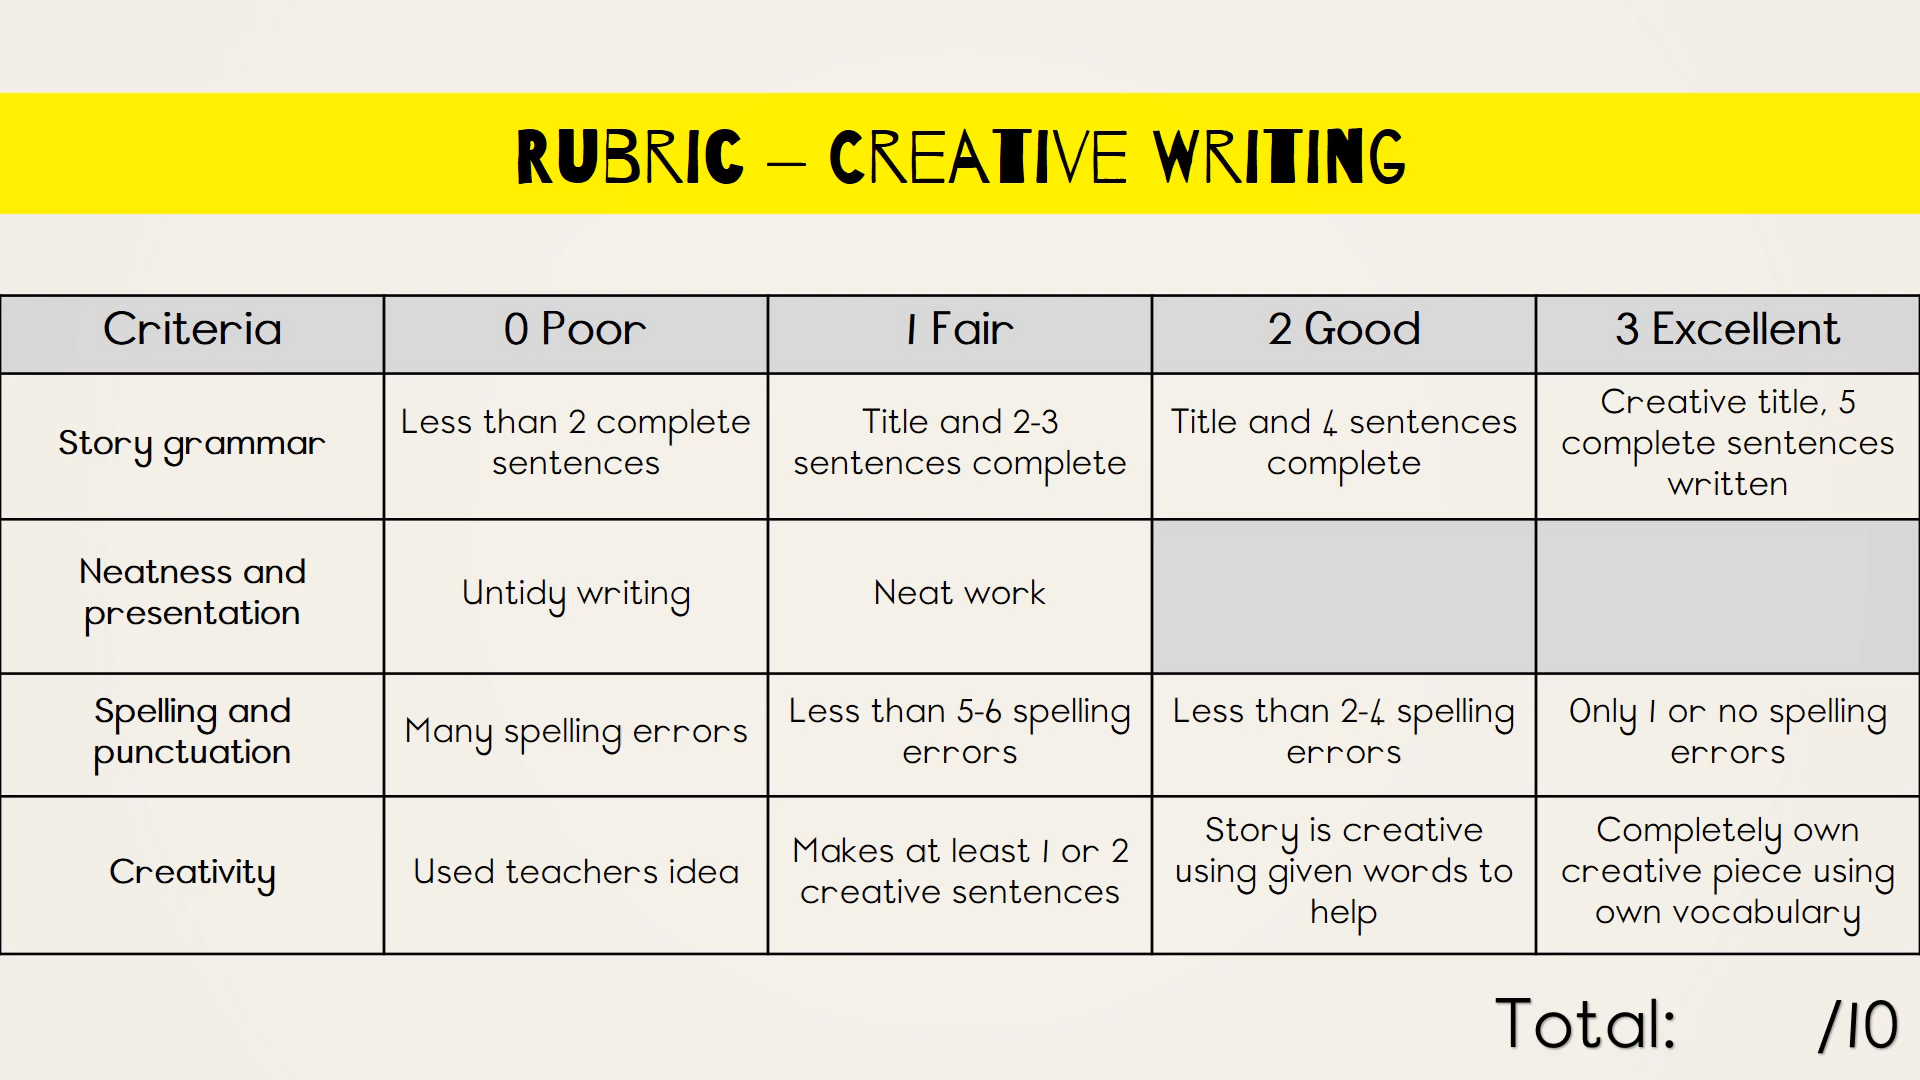 RUBRIC – CREATIVE WRITING
Criteria
0 Poor
1 Fair
2 Good
3 Excellent
Story grammar
Less than 2 complete
sentences
Title and 2-3
sentences complete
Title and 4 sentences
complete
Creative title, 5
complete sentences
written
Neatness and
presentation
Untidy writing
Neat work
Spelling and
punctuation
Many spelling errors
Less than 5-6 spelling
errors
Less than 2-4 spelling
errors
Only 1 or no spelling
errors
Creativity
Used teachers idea
Makes at least 1 or 2
creative sentences
Story is creative
using given words to
help
Completely own
creative piece using
own vocabulary
Total: /10